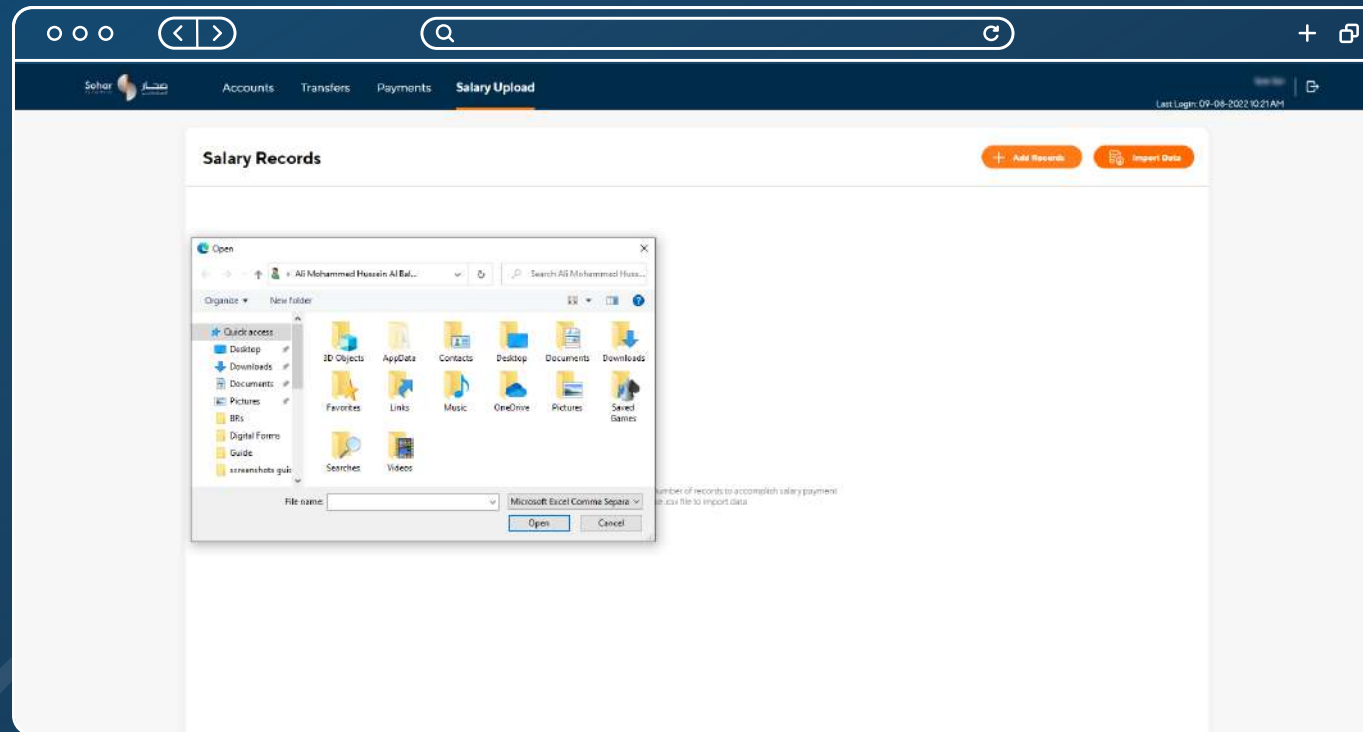 Sohar
صحار
Accounts Transfers Payments Salary Upload
Last Login: 09-08-2022 10:21 AM
Salary Records
+ Add Records
Import Data
Open
Ali Mohammed Hussein Al Bal...
Search Ali Mohammed Huss...
Organize
New folder
Quick access
Desktop
Downloads
Documents
Pictures
BRs
Digital Forms
Guide
screenshots guid
3D Objects AppData Contacts Desktop Documents Downloads
Favorites Links Music OneDrive Pictures Saved Games
Searches Videos
umber of records to accomplish salary payment
.csv file to import data
File name:
Microsoft Excel Comma Separa
Open Cancel